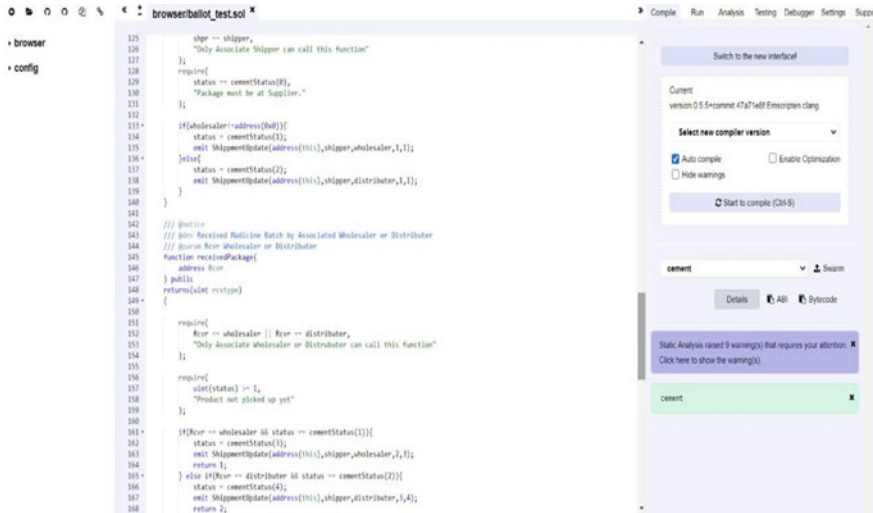 browser/ballot_test.sol *
Compile Run Analysis Testing Debugger Settings Supp
browser
config
125 shpr == shipper,
126 "Only Associate Shipper can call this function"
127 );
128 require(
129 status == cementStatus(0),
130 "Package must be at Supplier."
131 );
132
133 if(wholesaler!=address(0x0)){
134 status = cementStatus(1);
135 emit ShippmentUpdate(address(this),shipper,wholesaler,1,1);
136 }else{
137 status = cementStatus(2);
138 emit ShippmentUpdate(address(this),shipper,distributer,1,1);
139 }
140 }
141
142 /// @notice
143 /// @dev Received Madicine Batch by Associated Wholesaler or Distributer
144 /// @param Rcvr Wholesaler or Distributer
145 function receivedPackage(
146 address Rcvr
147 ) public
148 returns(uint rcvtype)
149 {
150
151 require(
152 Rcvr == wholesaler || Rcvr == distributer,
153 "Only Associate Wholesaler or Distrubuter can call this function"
154 );
155
156 require(
157 uint(status) >= 1,
158 "Product not picked up yet"
159 );
160
161 if(Rcvr == wholesaler && status == cementStatus(1)){
162 status = cementStatus(3);
163 emit ShippmentUpdate(address(this),shipper,wholesaler,2,3);
164 return 1;
165 } else if(Rcvr == distributer && status == cementStatus(2)){
166 status = cementStatus(4);
167 emit ShippmentUpdate(address(this),shipper,distributer,3,4);
168 return 2;
Switch to the new interface!
Current
version:0.5.5+commit.47a71e8f.Emscripten.clang
Select new compiler version
Auto compile Enable Optimization
Hide warnings
Start to compile (Ctrl-S)
cement Swarm
Details ABI Bytecode
Static Analysis raised 9 warning(s) that requires your attention. x
Click here to show the warning(s).
cement x